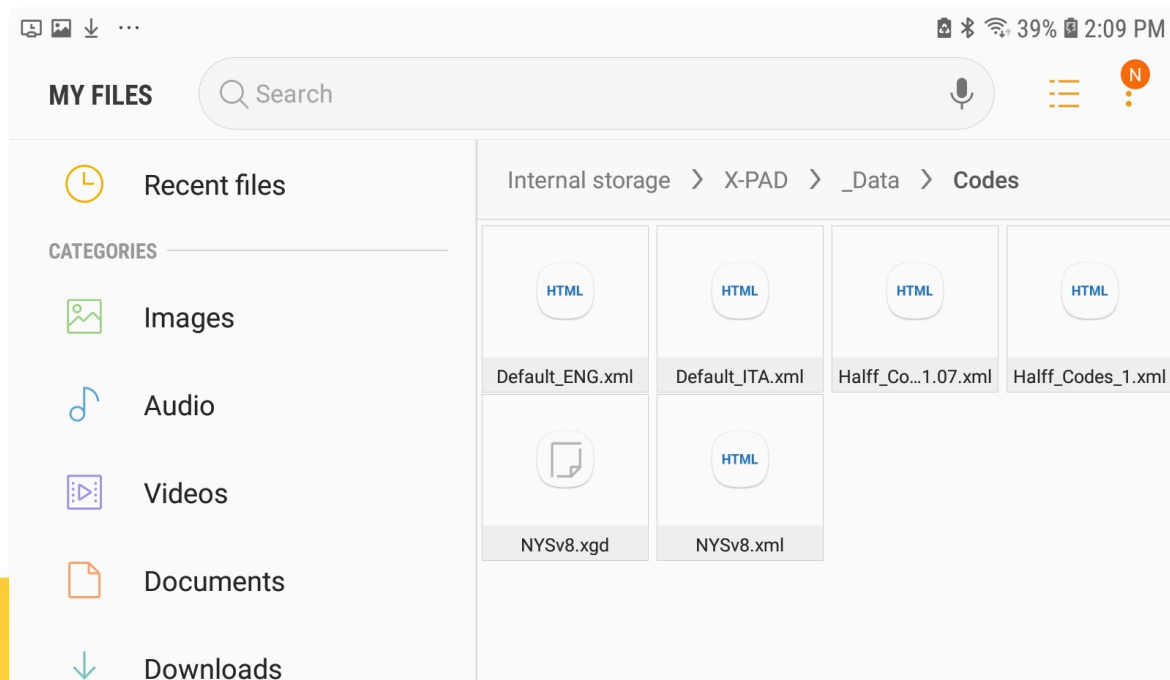 39% 2:09 PM
MY FILES
Search
N
Recent files
CATEGORIES
Images
Audio
Videos
Documents
Downloads
Internal storage > X-PAD > _Data > Codes
HTML HTML HTML HTML
Default_ENG.xml Default_ITA.xml Halff_Co...1.07.xml Halff_Codes_1.xml
HTML
NYSv8.xgd NYSv8.xml